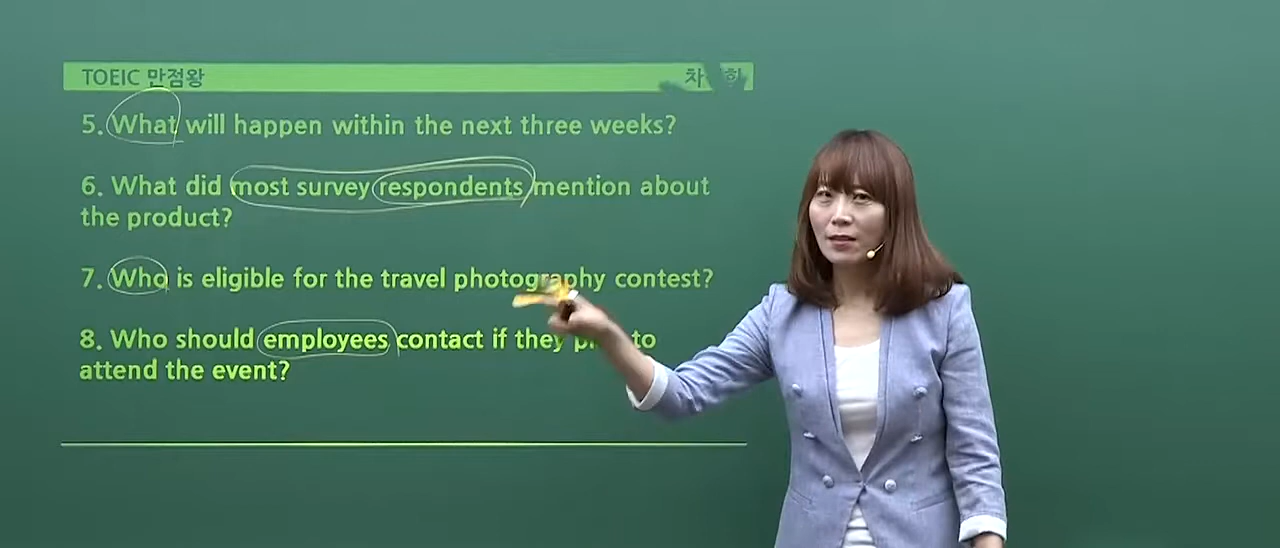 TOEIC 만점왕
5. What will happen within the next three weeks?
6. What did most survey respondents mention about
the product?
7. Who is eligible for the travel photography contest?
8. Who should employees contact if they to
attend the event?